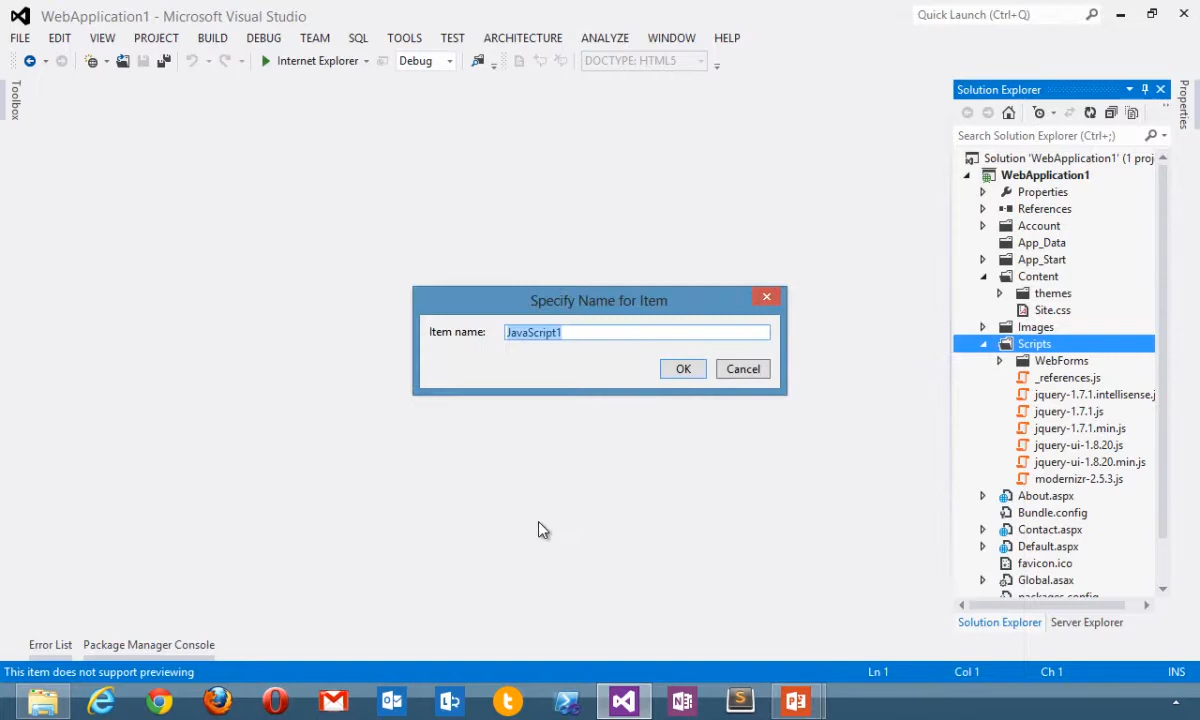 WebApplication1 - Microsoft Visual Studio
Quick Launch (Ctrl+Q)
FILE EDIT VIEW PROJECT BUILD DEBUG TEAM SQL TOOLS TEST ARCHITECTURE ANALYZE WINDOW HELP
Internet Explorer Debug DOCTYPE: HTML5
Toolbox
Solution Explorer
Search Solution Explorer (Ctrl+;)
Solution 'WebApplication1' (1 proj
WebApplication1
Properties
References
Account
App_Data
App_Start
Content
themes
Site.css
Images
Scripts
WebForms
_references.js
jquery-1.7.1.intellisense.j
jquery-1.7.1.js
jquery-1.7.1.min.js
jquery-ui-1.8.20.js
jquery-ui-1.8.20.min.js
modernizr-2.5.3.js
About.aspx
Bundle.config
Contact.aspx
Default.aspx
favicon.ico
Global.asax
packages.config
Solution Explorer Server Explorer
Properties
Specify Name for Item
Item name: JavaScript1
OK Cancel
Error List Package Manager Console
This item does not support previewing Ln 1 Col 1 Ch 1 INS